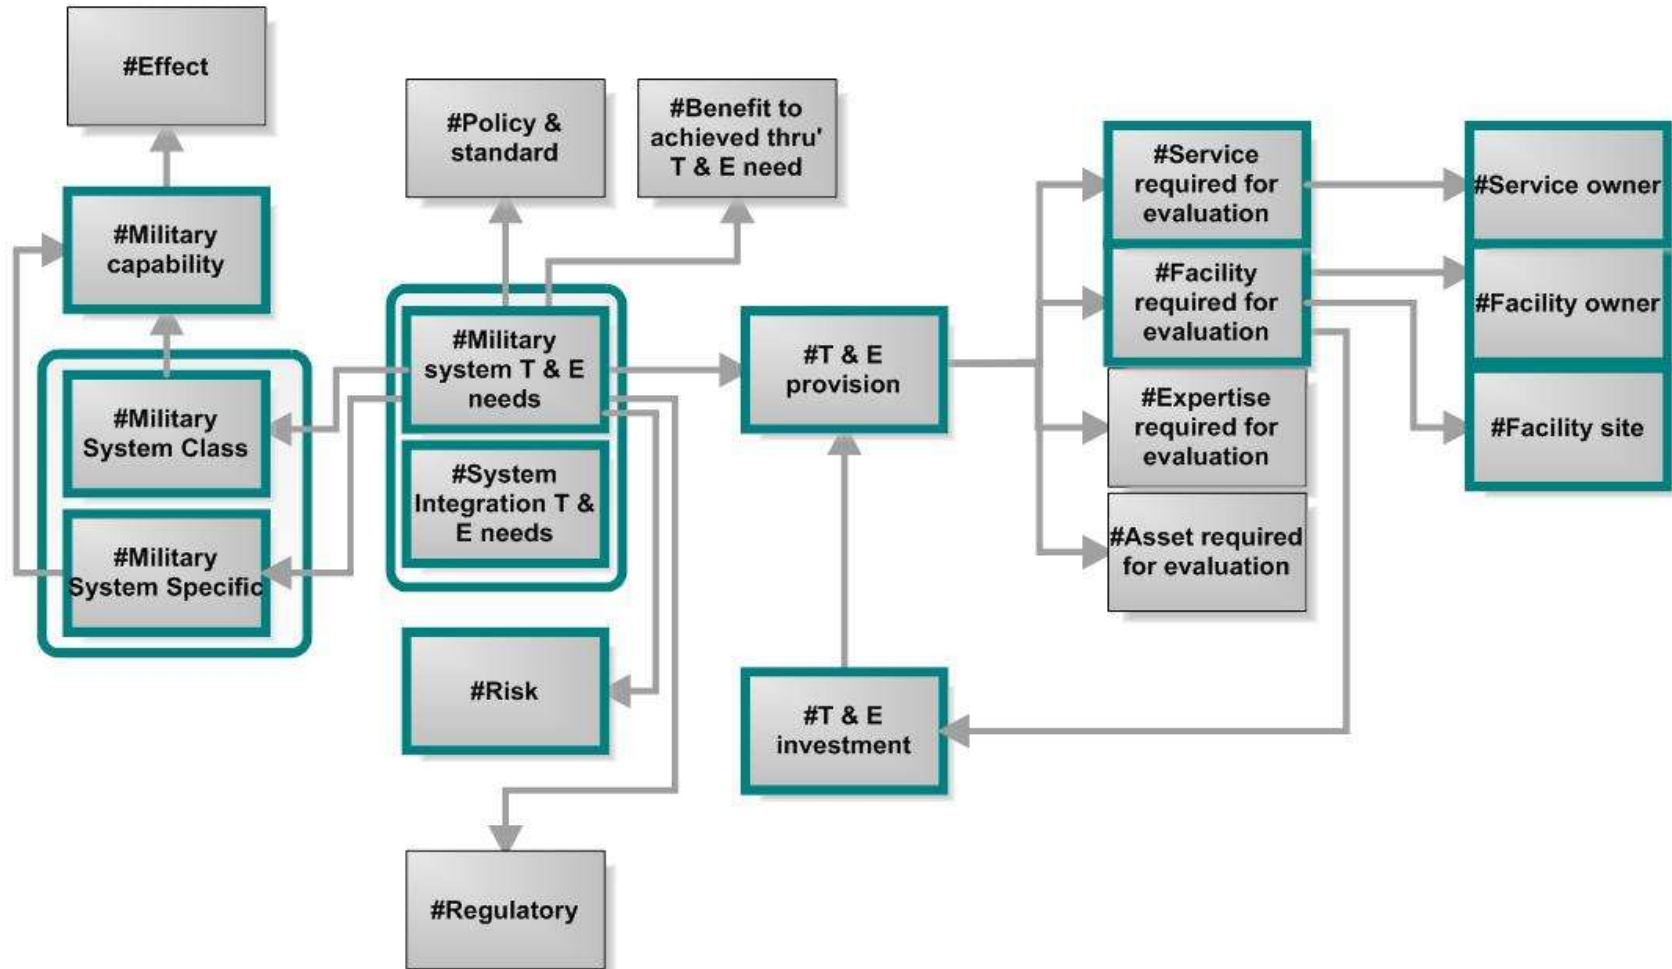 #Effect
#Policy &
standard
#Benefit to
achieved thru'
T & E need
#Service
required for
evaluation
#Service owner
#Military
capability
#Facility
required for
evaluation
#Facility owner
#Military
system T & E
needs
#T & E
provision
#Military
System Class
#Expertise
required for
evaluation
#Facility site
#System
Integration T &
E needs
#Military
System Specific
#Asset required
for evaluation
#Risk
#T & E
investment
#Regulatory